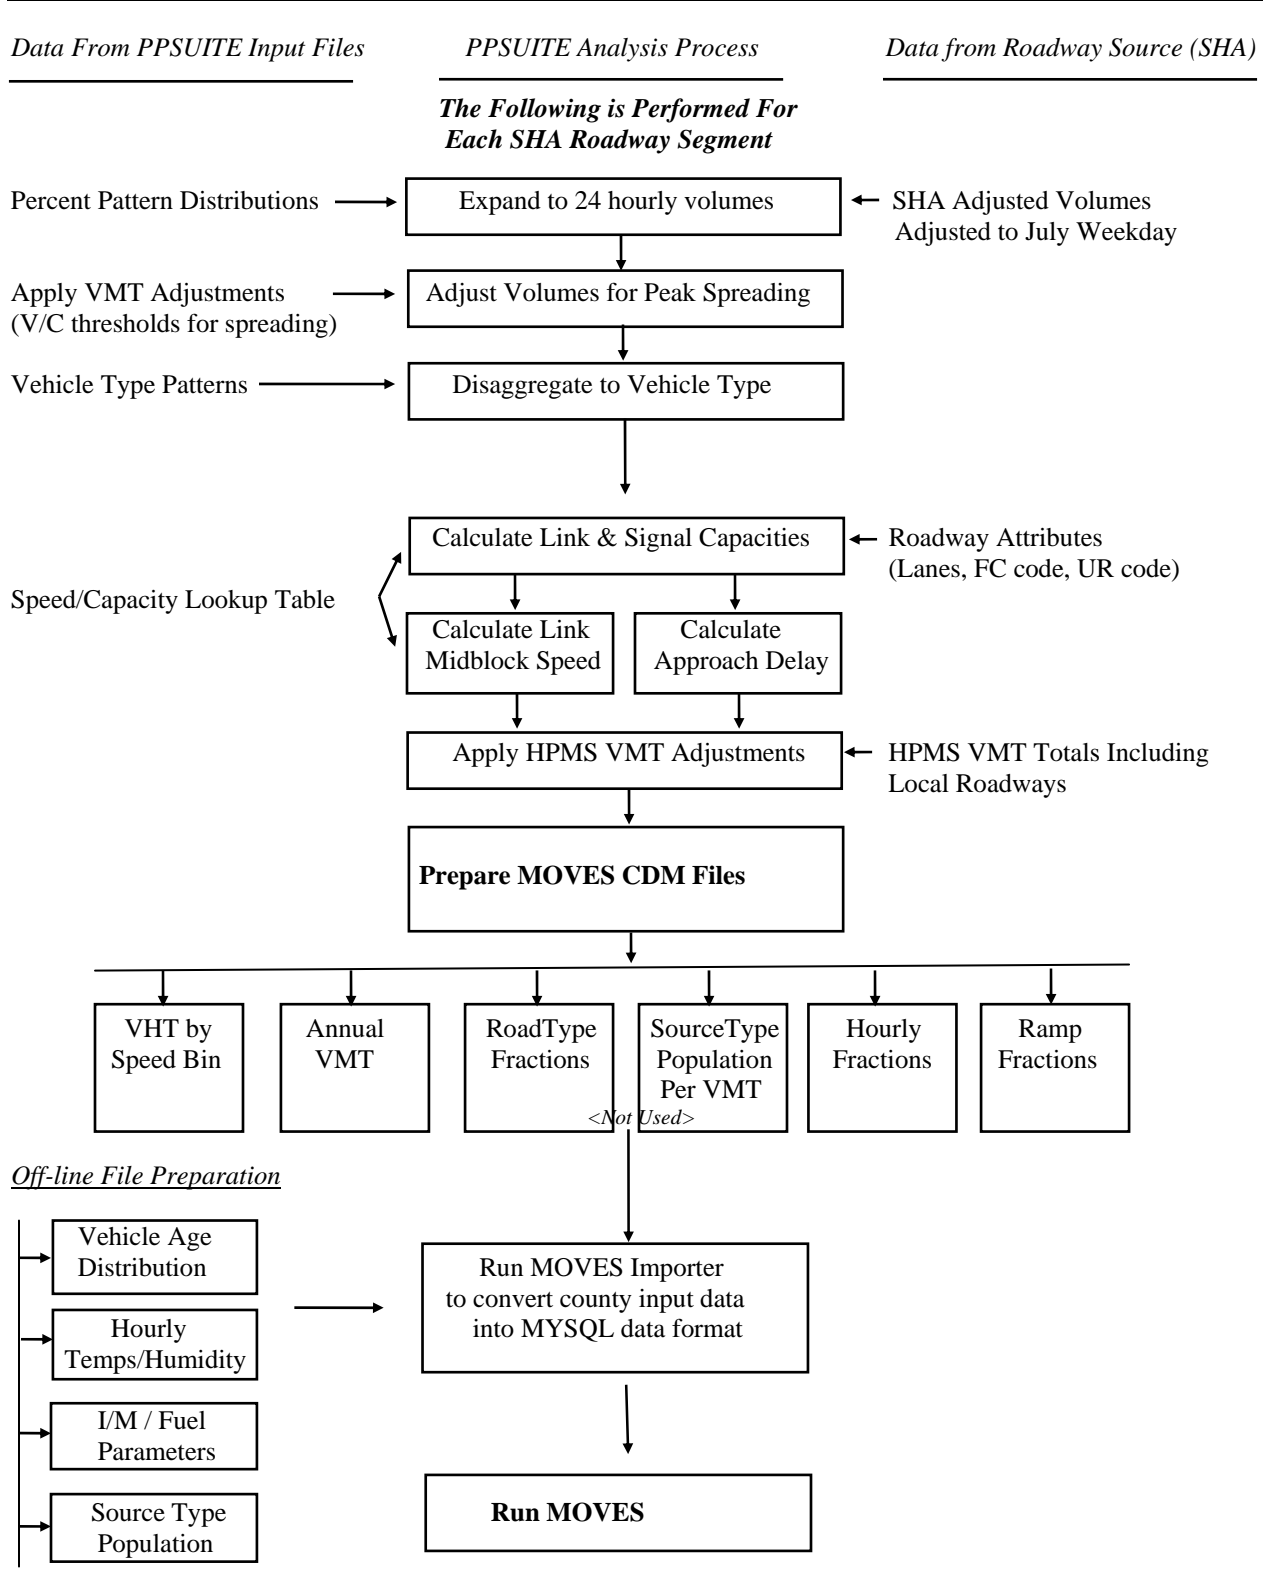 Data From PPSUITE Input Files
PPSUITE Analysis Process
Data from Roadway Source (SHA)
The Following is Performed For
Each SHA Roadway Segment
Percent Pattern Distributions
Expand to 24 hourly volumes
SHA Adjusted Volumes
Adjusted to July Weekday
Apply VMT Adjustments
(V/C thresholds for spreading)
Adjust Volumes for Peak Spreading
Vehicle Type Patterns
Disaggregate to Vehicle Type
Calculate Link & Signal Capacities
Roadway Attributes
(Lanes, FC code, UR code)
Speed/Capacity Lookup Table
Calculate Link
Midblock Speed
Calculate
Approach Delay
Apply HPMS VMT Adjustments
HPMS VMT Totals Including
Local Roadways
Prepare MOVES CDM Files
VHT by
Speed Bin
Annual
VMT
RoadType
Fractions
SourceType
Population
Per VMT
<Not Used>
Hourly
Fractions
Ramp
Fractions
Off-line File Preparation
Vehicle Age
Distribution
Hourly
Temps/Humidity
I/M / Fuel
Parameters
Source Type
Population
Run MOVES Importer
to convert county input data
into MYSQL data format
Run MOVES